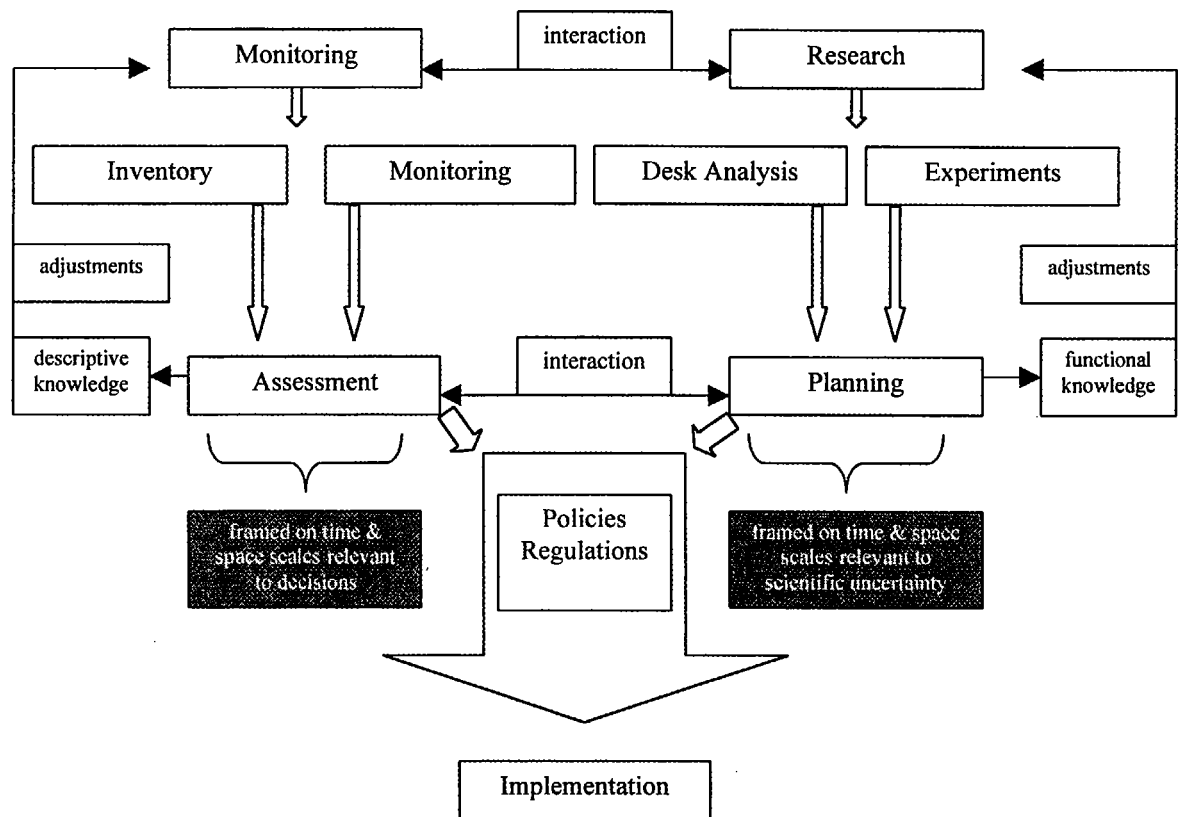 interaction
Monitoring
Research
Inventory
Monitoring
Desk Analysis
Experiments
adjustments
adjustments
descriptive
knowledge
Assessment
interaction
Planning
functional
knowledge
Policies
Regulations
framed on time &
space scales relevant
to decisions
framed on time & space
scales relevant to
scientific uncertainty
Implementation